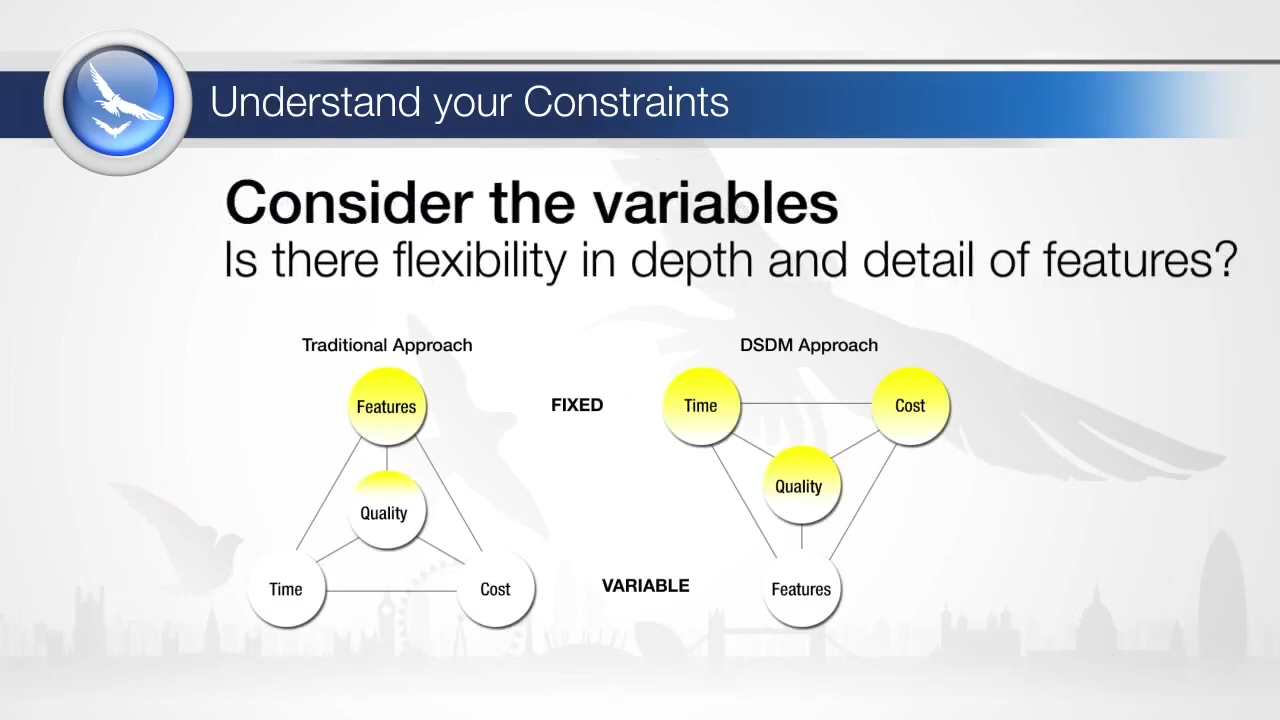 Understand your Constraints
Consider the variables
Is there flexibility in depth and detail of features?
Traditional Approach
Features
Quality
Time
Cost
FIXED
VARIABLE
DSDM Approach
Time
Cost
Quality
Features